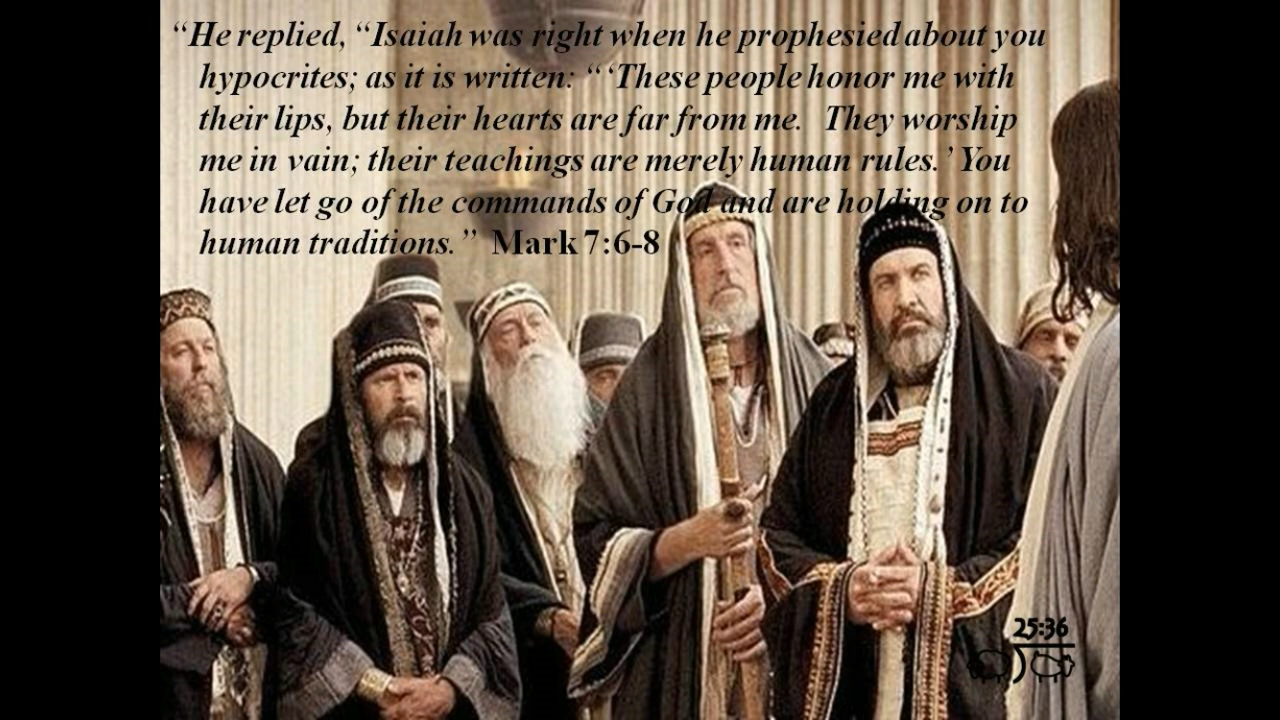 “He replied, “Isaiah was right when he prophesied about you
hypocrites; as it is written: “ ‘These people honor me with
their lips, but their hearts are far from me.  They worship
me in vain; their teachings are merely human rules.’ You
have let go of the commands of God and are holding on to
human traditions.”  Mark 7:6-8
25:36